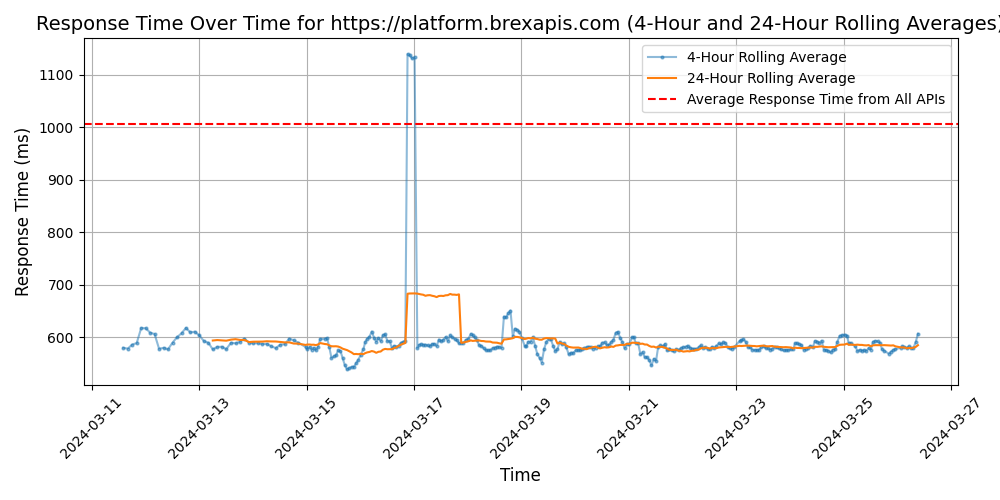 Response Time Over Time for https://platform.brexapis.com (4-Hour and 24-Hour Rolling Averages)
4-Hour Rolling Average
24-Hour Rolling Average
Average Response Time from All APIs
Response Time (ms)
1100
1000
900
800
700
600
2024-03-11
2024-03-13
2024-03-15
2024-03-17
2024-03-19
2024-03-21
2024-03-23
2024-03-25
2024-03-27
Time